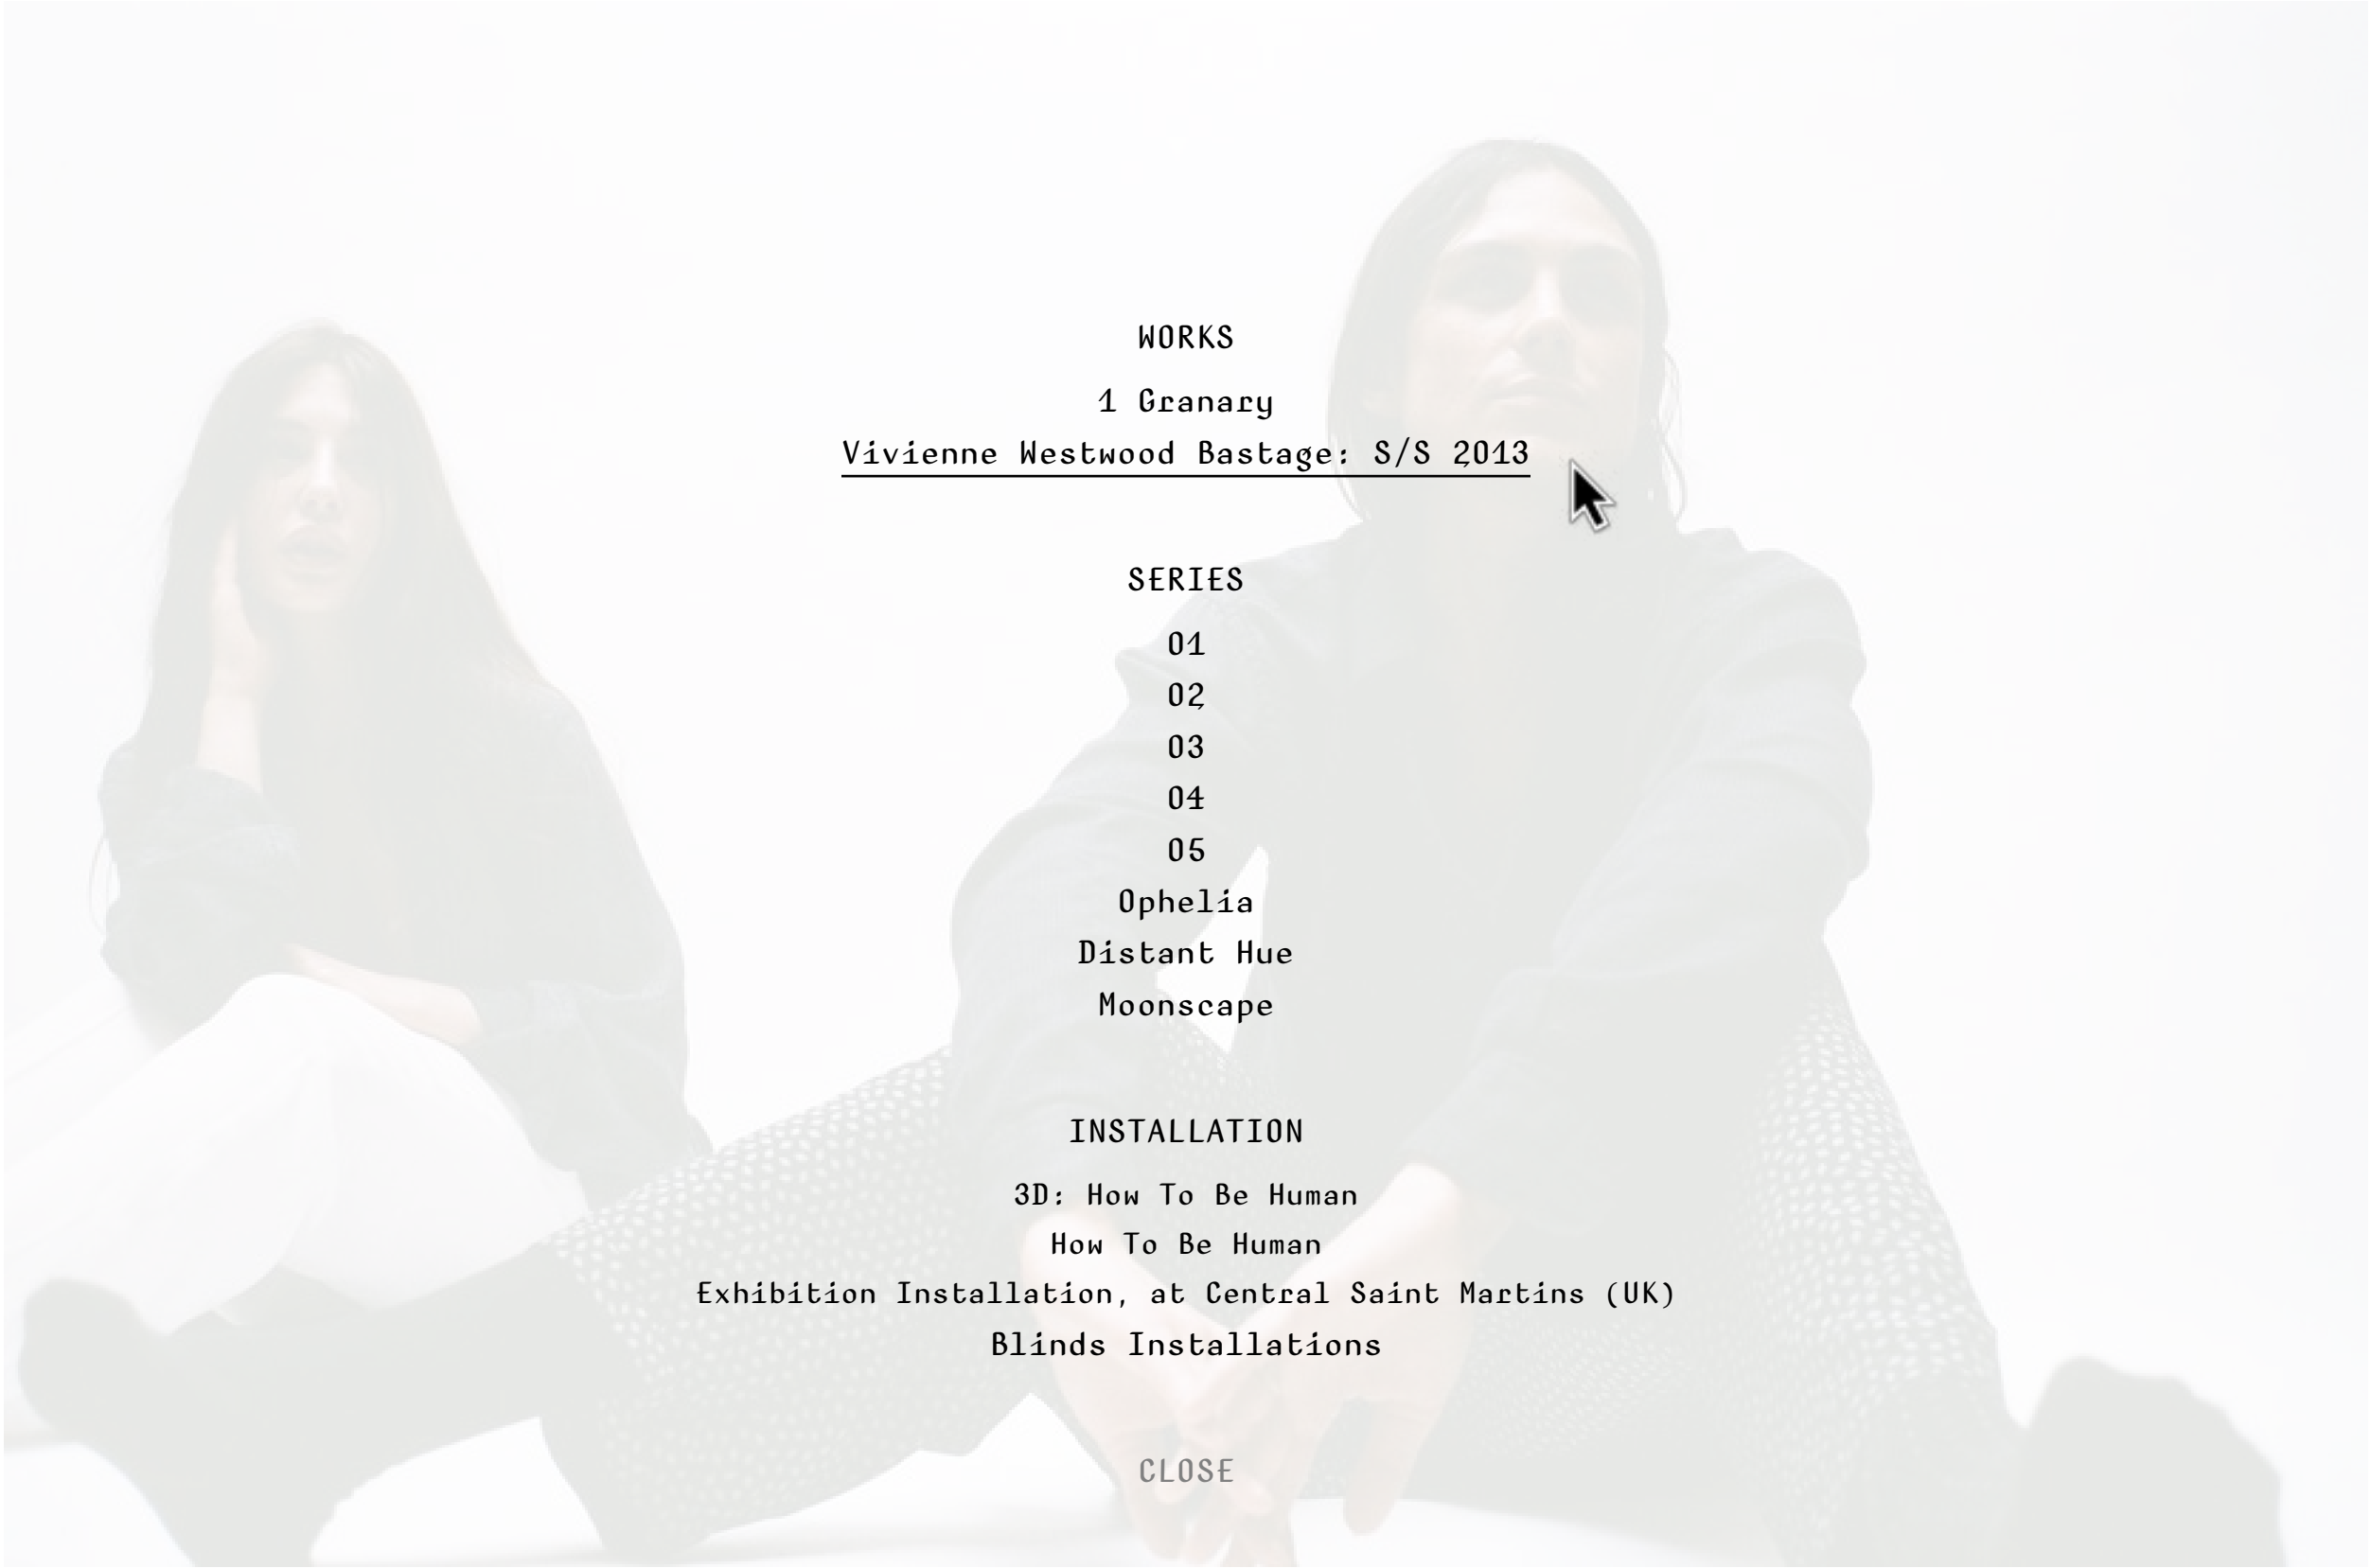 WORKS
1 Granary
Vivienne Westwood Bastage: S/S 2013
SERIES
01
02
03
04
05
Ophelia
Distant Hue
Moonscape
INSTALLATION
3D: How To Be Human
How To Be Human
Exhibition Installation, at Central Saint Martins (UK)
Blinds Installations
CLOSE